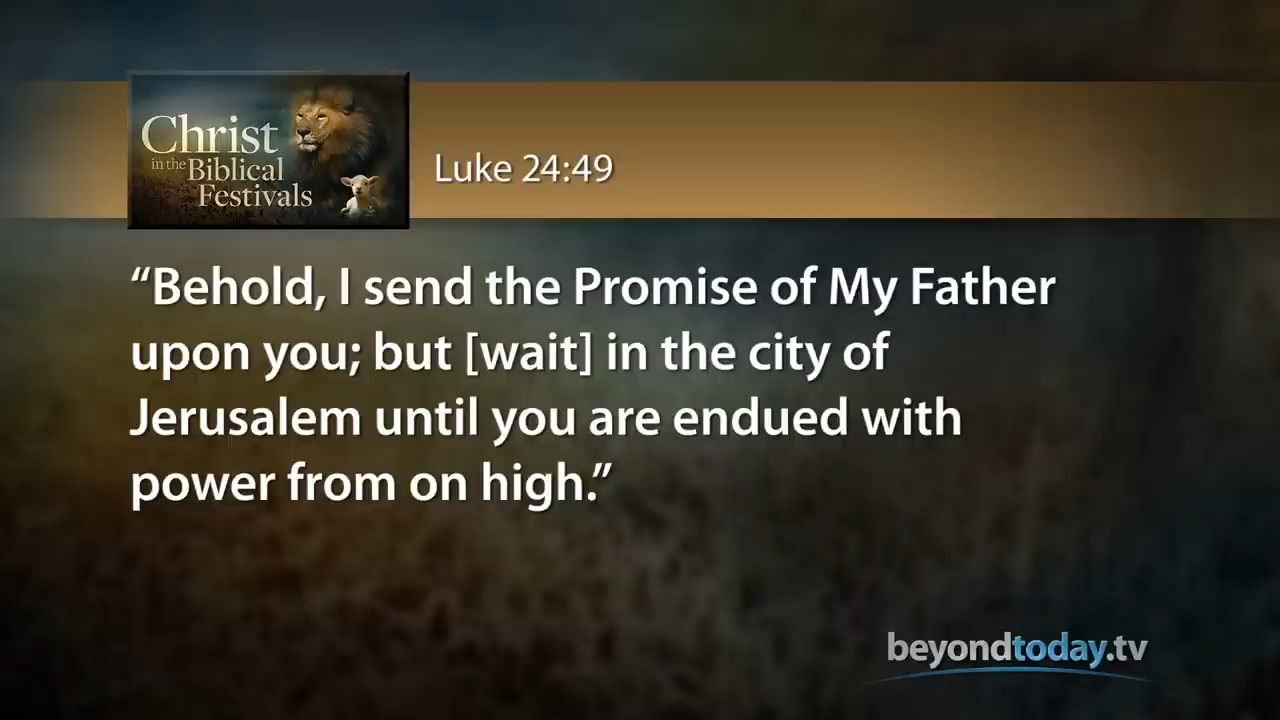 Christ
in the Biblical
Festivals
Luke 24:49
“Behold, I send the Promise of My Father
upon you; but [wait] in the city of
Jerusalem until you are endued with
power from on high.”
beyondtoday.tv